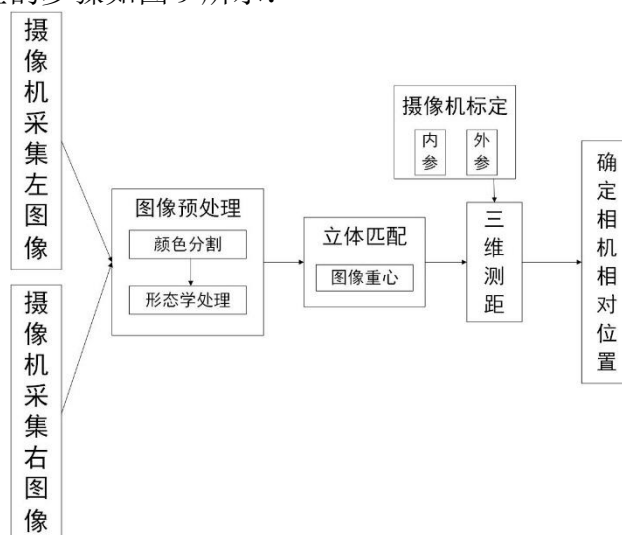 摄像机采集左图像
摄像机采集右图像
图像预处理
颜色分割
形态学处理
立体匹配
图像重心
摄像机标定
内参
外参
三维测距
确定相机相对位置